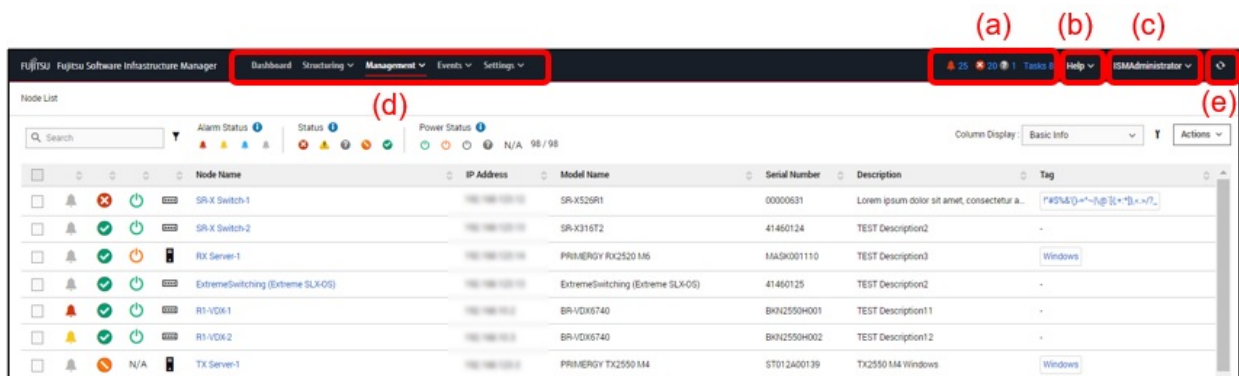 (a) (b) (c)
FUJITSU Fujitsu Software Infrastructure Manager Dashboard Structuring Management Events Settings 25 20 1 Tasks 8 Help ISMAdministrator
Node List (d) (e)
Search Alarm Status Status Power Status N/A 98 / 98 Column Display : Basic Info Actions
Node Name IP Address Model Name Serial Number Description Tag
SR-X Switch-1 SR-X526R1 00000631 Lorem ipsum dolor sit amet, consectetur a...
SR-X Switch-2 SR-X316T2 41460124 TEST Description2 -
RX Server-1 PRIMERGY RX2520 M6 MASK001110 TEST Description3 Windows
ExtremeSwitching (Extreme SLX-OS) ExtremeSwitching (Extreme SLX-OS) 41460125 TEST Description2 -
R1-VDX-1 BR-VDX6740 BKN2550H001 TEST Description11 -
R1-VDX-2 BR-VDX6740 BKN2550H002 TEST Description12 -
N/A TX Server-1 PRIMERGY TX2550 M4 ST012A00139 TX2550 M4 Windows Windows